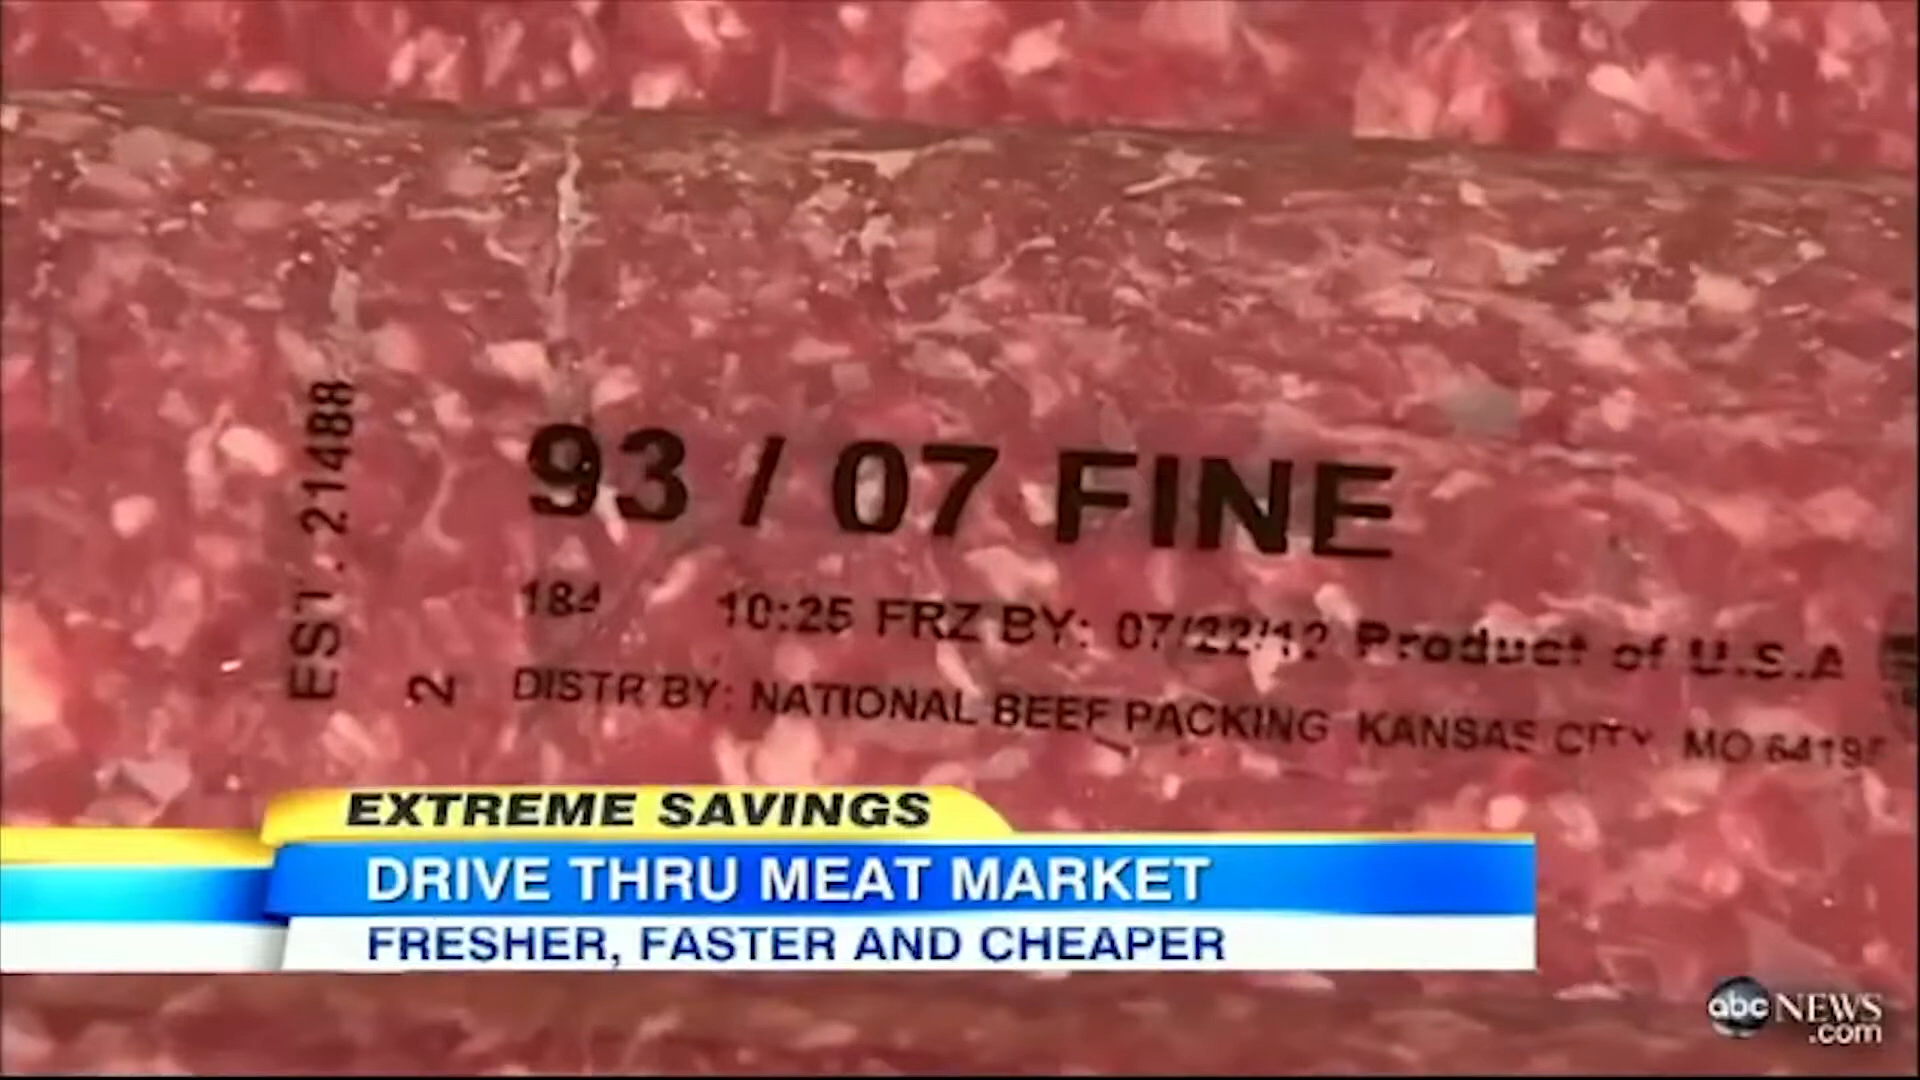 EST. 21488
93 / 07 FINE
184 10:25 FRZ BY: 07/22/12 Product of U.S.A
2 DISTR BY: NATIONAL BEEF PACKING KANSAS CITY MO
EXTREME SAVINGS
DRIVE THRU MEAT MARKET
FRESHER, FASTER AND CHEAPER
abc NEWS
.com